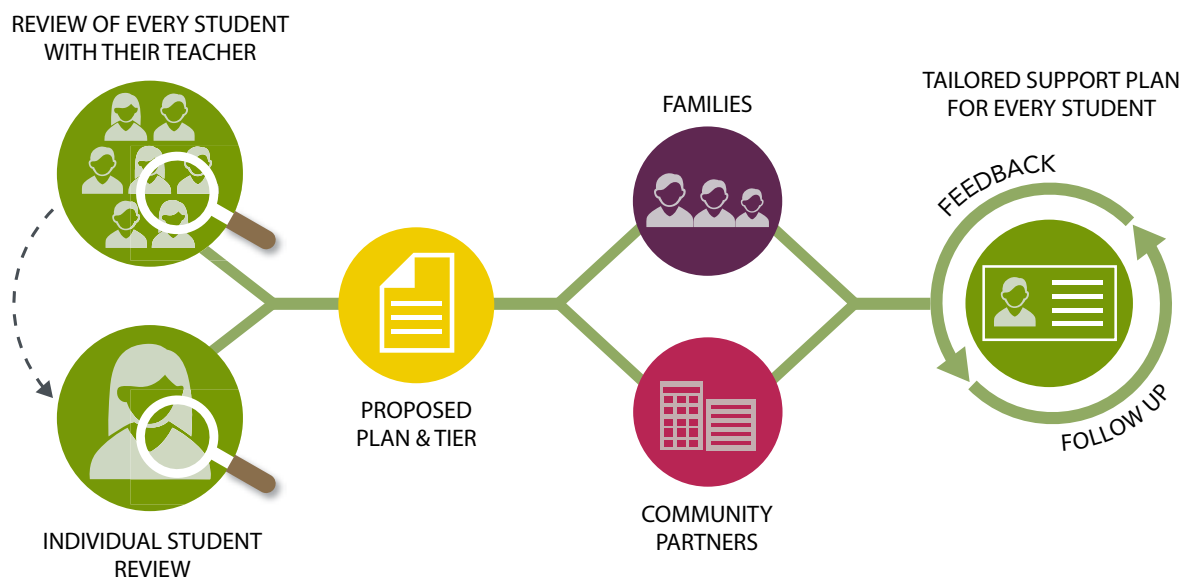 REVIEW OF EVERY STUDENT
WITH THEIR TEACHER
INDIVIDUAL STUDENT
REVIEW
PROPOSED
PLAN & TIER
FAMILIES
COMMUNITY
PARTNERS
TAILORED SUPPORT PLAN
FOR EVERY STUDENT
FEEDBACK
FOLLOW UP